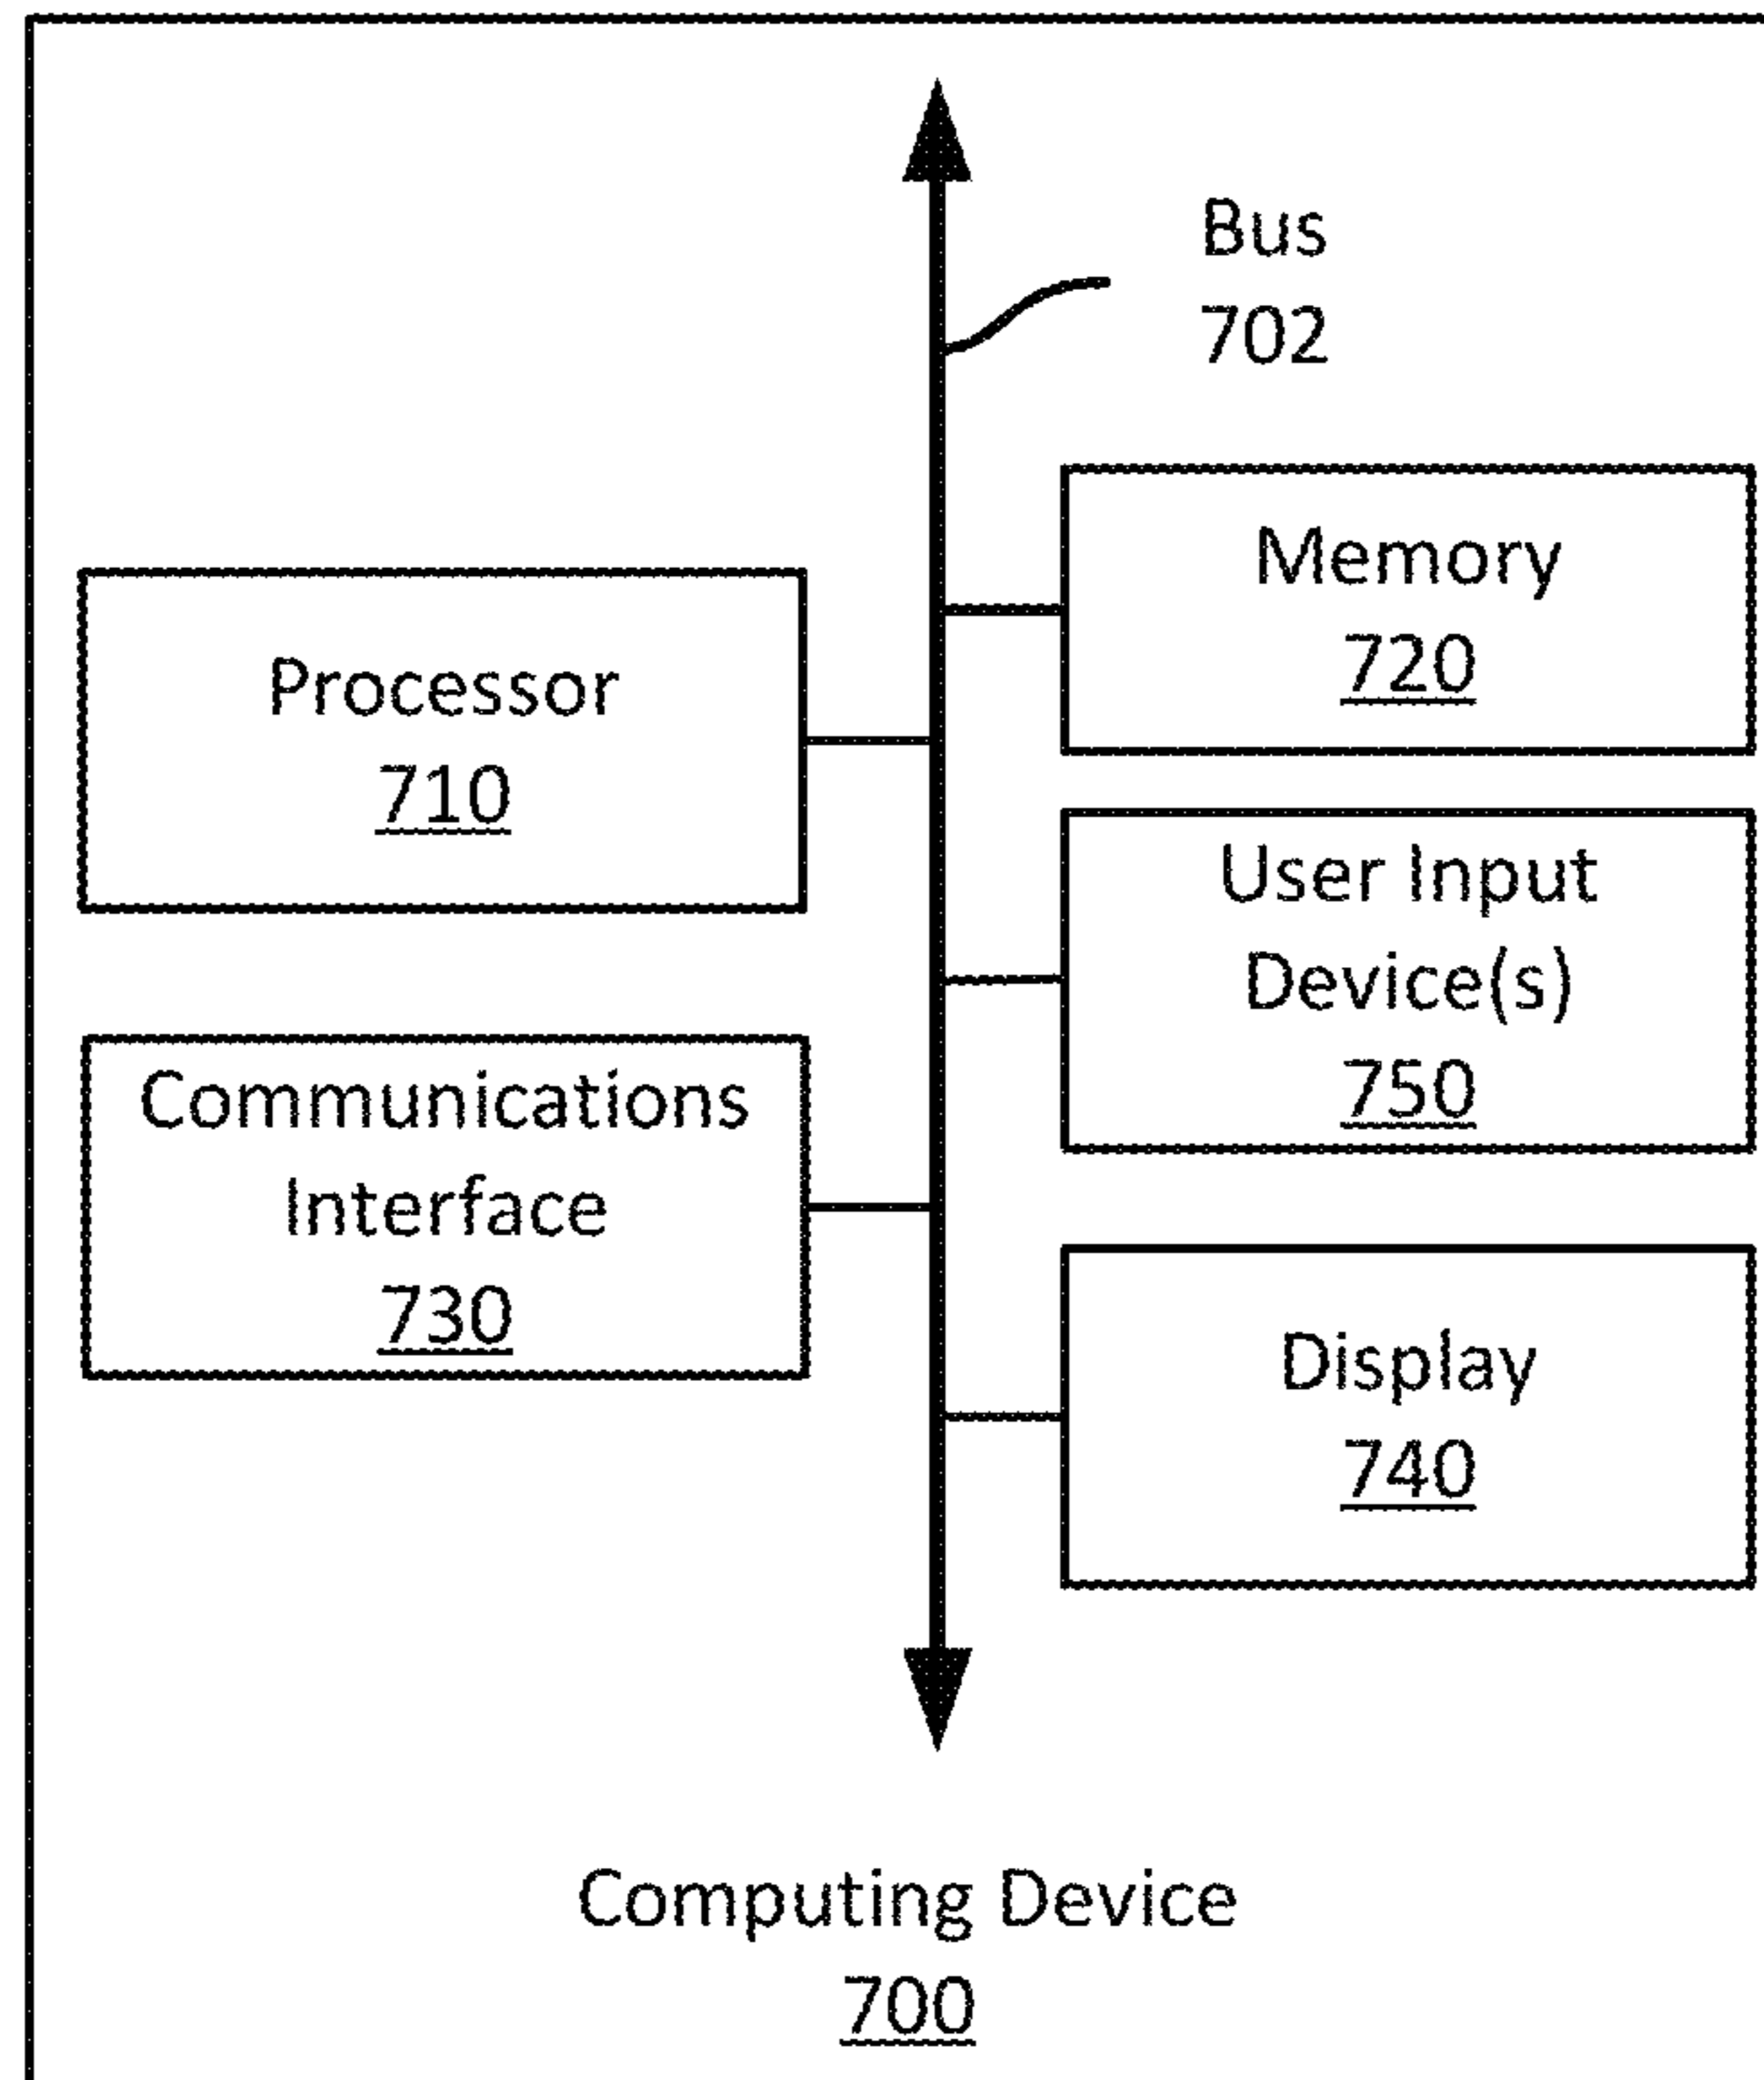 Bus
702
Memory
720
Processor
710
User Input
Device(s)
750
Communications
Interface
730
Display
740
Computing Device
700